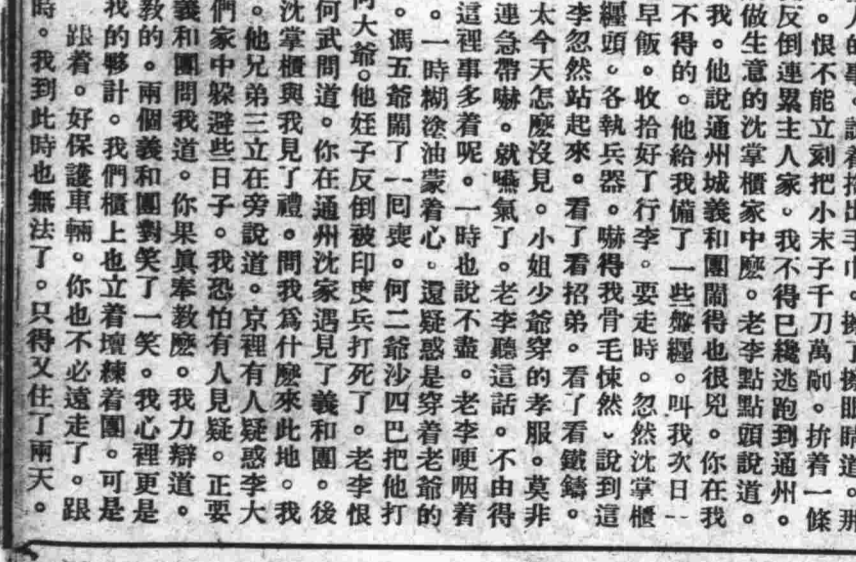 人的事。說着掏出手巾。擦了擦眼睛道。那
。恨不能立刻把小末子千刀萬剮。拚着一條
反倒連累主人家。我不得已纔逃跑到通州。
做生意的沈掌櫃家中麽。老李點點頭說道。
我。他說通州城義和團鬧得也很兇。你在我
不得的。他給我備了一些盤纏。叫我次日一
早飯。收拾好了行李。要走時。忽然沈掌櫃
纏頭。各執兵器。嚇得我骨毛悚然。說到這
李忽然站起來。看了看招弟。看了看鐵鑄。
太今天怎麽沒見。小姐少爺穿的孝服。莫非
連急帶嚇。就嚥氣了。老李聽這話。不由得
這裡事多着呢。一時也說不盡。老李哽咽着
。一時糊塗油蒙着心。還疑惑是穿着老爺的
。馮五爺鬧了一囘喪。何二爺沙四巴把他打
何大爺。他姪子反倒被印度兵打死了。老李恨
何武問道。你在通州沈家遇見了義和團。後
沈掌櫃與我見了禮。問我爲什麽來此地。我
。他兄弟三立在旁說道。京裡有人疑惑李大
們家中躱避些日子。我恐怕有人見疑。正要
義和團問我道。你果眞奉教麽。我力辯道。
教的。兩個義和團對笑了一笑。我心裡更是
我的夥計。我們櫃上也立着壇練着團。可是
跟着。好保護車輛。你也不必遠走了。跟
時。我到此時也無法了。只得又住了兩天。